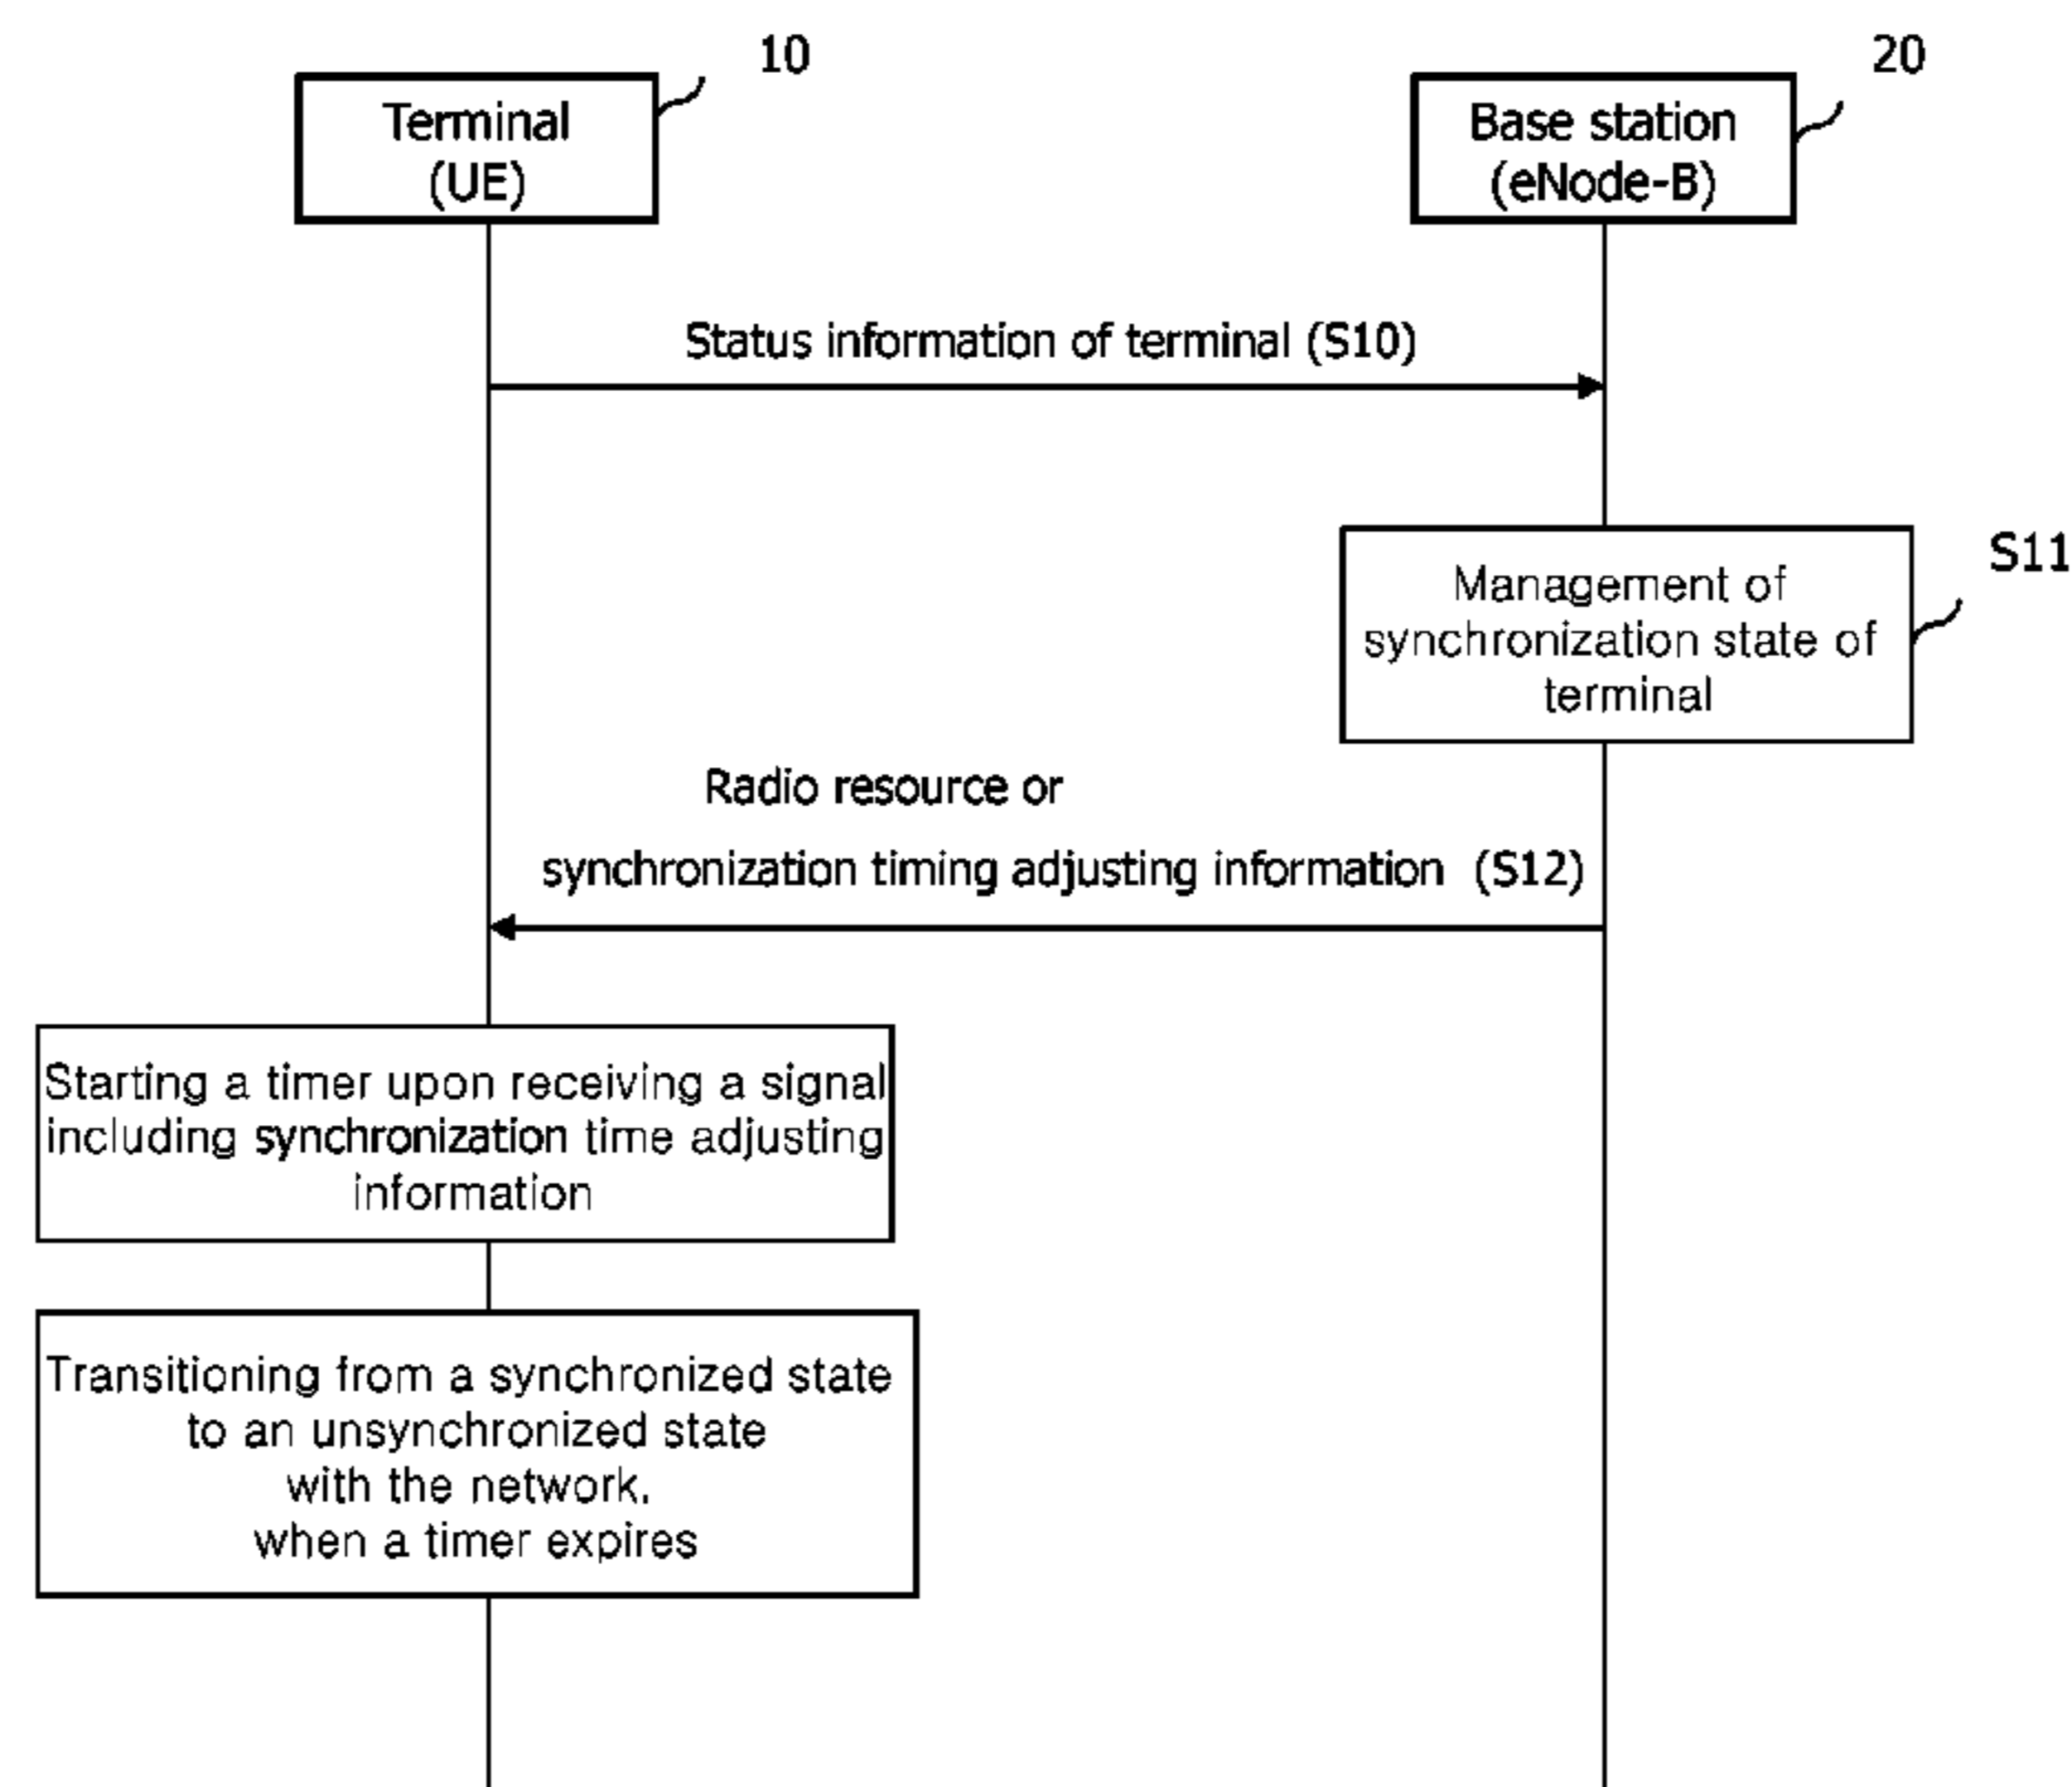 10
20
Terminal
(UE)
Base station
(eNode-B)
Status information of terminal (S10)
S11
Management of
synchronization state of
terminal
Radio resource or
synchronization timing adjusting information (S12)
Starting a timer upon receiving a signal
including synchronization time adjusting
information
Transitioning from a synchronized state
to an unsynchronized state
with the network,
when a timer expires